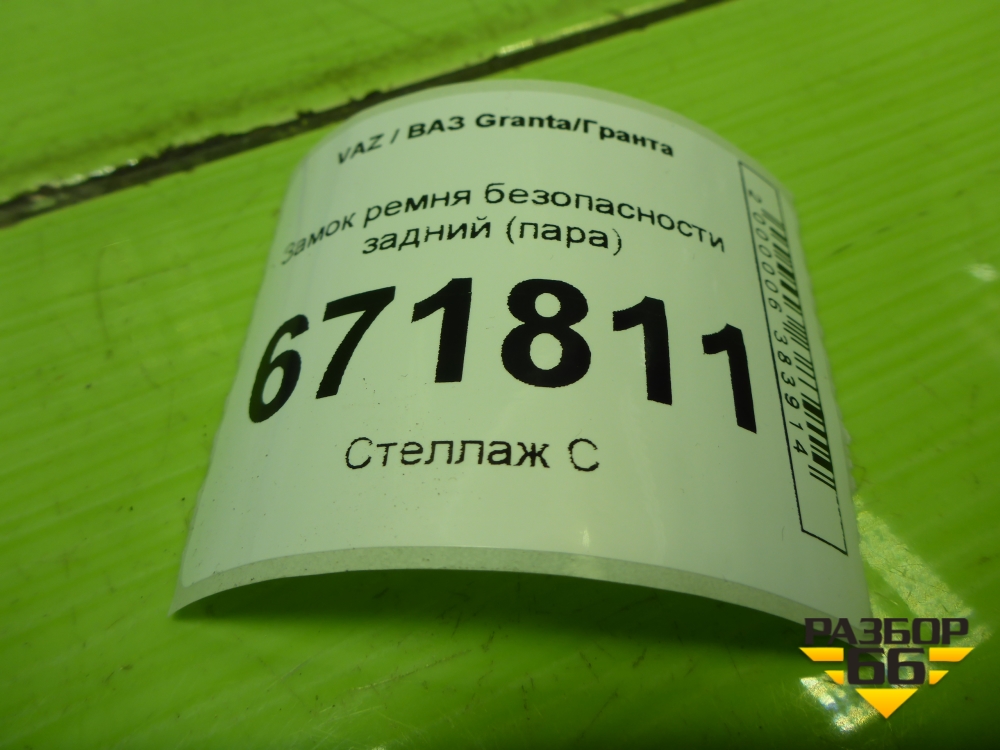 VAZ / ВАЗ Granta/Гранта
Замок ремня безопасности
задний (пара)
671811
Стеллаж С
2000006383914
РАЗБОР
66